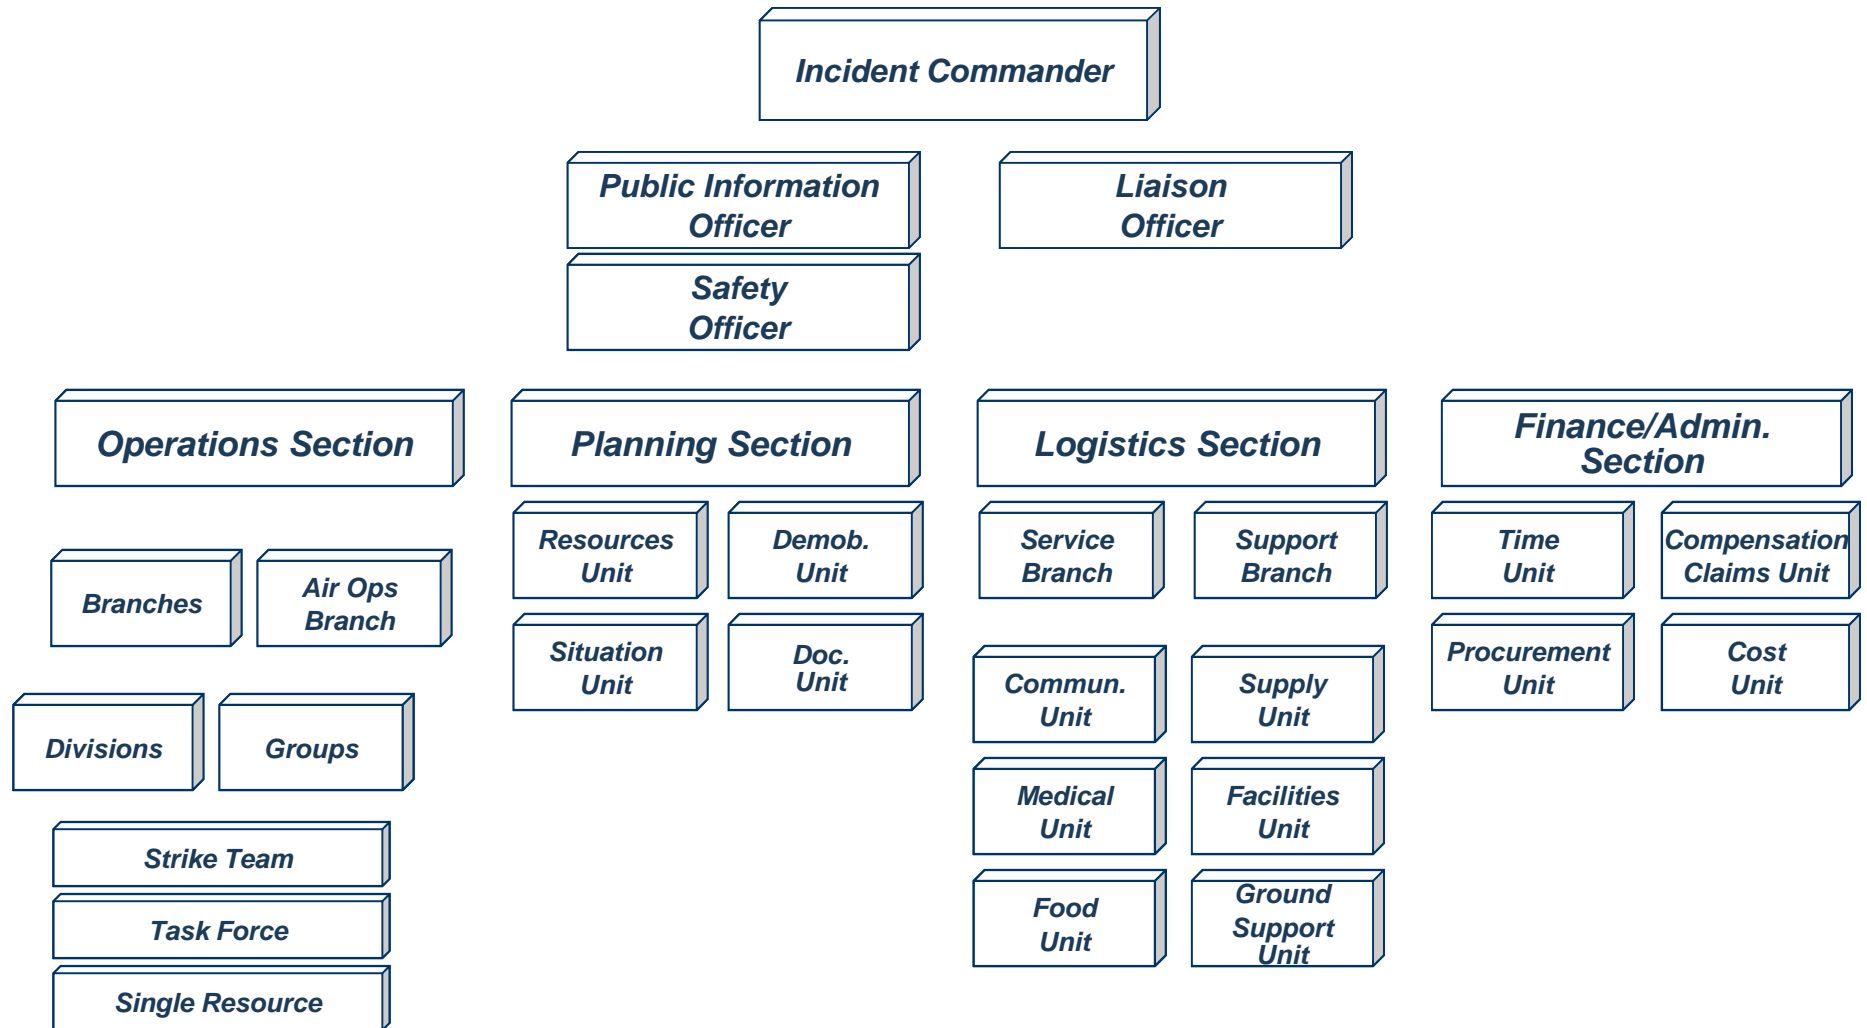 Incident Commander
Public Information
Officer
Liaison
Officer
Safety
Officer
Operations Section
Planning Section
Logistics Section
Finance/Admin.
Section
Branches
Air Ops
Branch
Divisions
Groups
Strike Team
Task Force
Single Resource
Resources
Unit
Demob.
Unit
Situation
Unit
Doc.
Unit
Service
Branch
Support
Branch
Commun.
Unit
Supply
Unit
Medical
Unit
Facilities
Unit
Food
Unit
Ground
Support
Unit
Time
Unit
Compensation
Claims Unit
Procurement
Unit
Cost
Unit